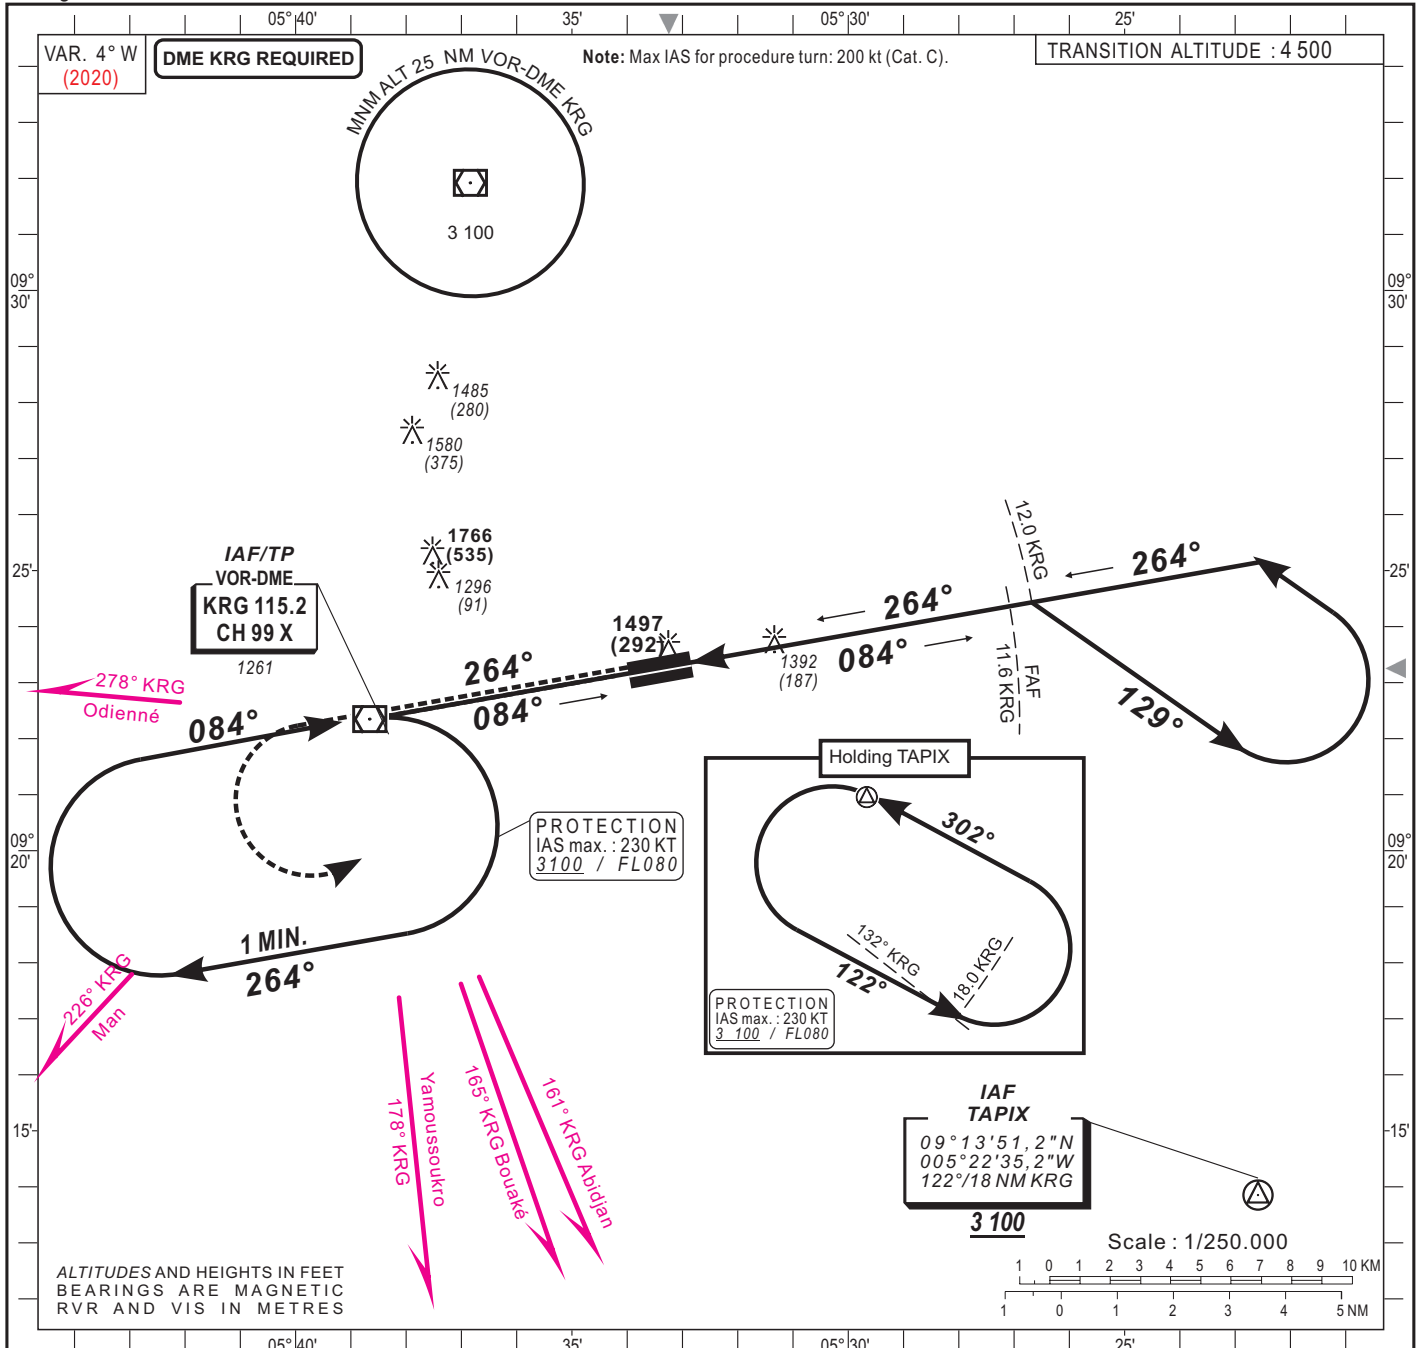 05° 40'
35'
05° 30'
25'
VAR. 4° W
(2020)
DME KRG REQUIRED
Note: Max IAS for procedure turn: 200 kt (Cat. C).
TRANSITION ALTITUDE : 4 500
MNM ALT 25 NM VOR-DME KRG
3 100
09°
30'
09°
30'
1485
(280)
1580
(375)
1766
(535)
1296
(91)
IAF/TP
VOR-DME
KRG 115.2
CH 99 X
1261
25'
25'
12.0 KRG
264°
264°
084°
1497
(292)
1392
(187)
FAF
11.6 KRG
129°
264°
084°
278° KRG
Odienné
084°
Holding TAPIX
302°
132° KRG
122°
18.0 KRG
PROTECTION
IAS max. : 230 KT
3 100 / FL080
PROTECTION
IAS max. : 230 KT
3100 / FL080
09°
20'
09°
20'
1 MIN.
264°
226° KRG
Man
Yamoussoukro
178° KRG
165° KRG Bouaké
161° KRG Abidjan
15'
15'
IAF
TAPIX
09°13'51,2"N
005°22'35,2"W
122°/18 NM KRG
3 100
Scale : 1/250.000
1 0 1 2 3 4 5 6 7 8 9 10 KM
1 0 1 2 3 4 5 NM
ALTITUDES AND HEIGHTS IN FEET
BEARINGS ARE MAGNETIC
RVR AND VIS IN METRES
05° 40'
35'
05° 30'
25'